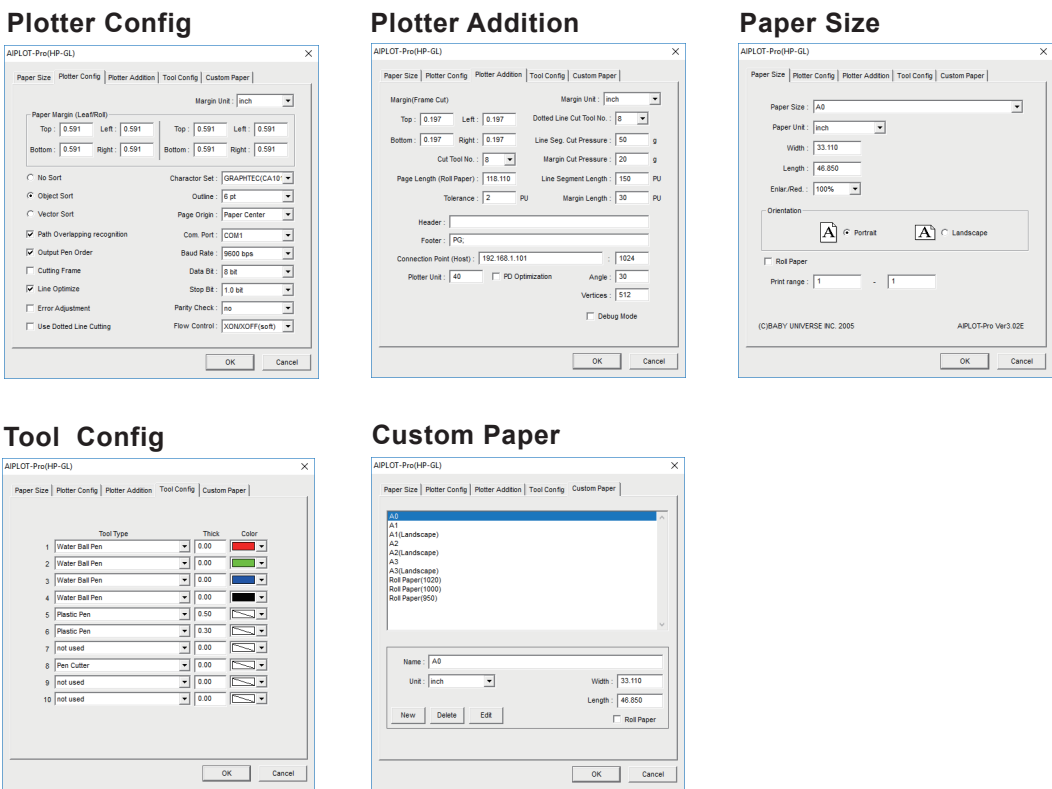 Plotter Config
AIPLOT-Pro(HP-GL)
Paper Size Plotter Config Plotter Addition Tool Config Custom Paper
Margin Unit : inch
Paper Margin (Leaf/Roll)
Top : 0.591 Left : 0.591 Top : 0.591 Left : 0.591
Bottom : 0.591 Right : 0.591 Bottom : 0.591 Right : 0.591
No Sort Charactor Set : GRAPHTEC(CA10
Object Sort Outline : 6 pt
Vector Sort Page Origin : Paper Center
Path Overlapping recognition Com. Port : COM1
Output Pen Order Baud Rate : 9600 bps
Cutting Frame Data Bit : 8 bit
Line Optimize Stop Bit : 1.0 bit
Error Adjustment Parity Check : no
Use Dotted Line Cutting Flow Control : XON/XOFF(soft)
OK Cancel
Plotter Addition
AIPLOT-Pro(HP-GL)
Paper Size Plotter Config Plotter Addition Tool Config Custom Paper
Margin(Frame Cut) Margin Unit : inch
Top : 0.197 Left : 0.197 Dotted Line Cut Tool No. : 8
Bottom : 0.197 Right : 0.197 Line Seg. Cut Pressure : 50 g
Cut Tool No. : 8 Margin Cut Pressure : 20 g
Page Length (Roll Paper) : 118.110 Line Segment Length : 150 PU
Tolerance : 2 PU Margin Length : 30 PU
Header :
Footer : PG;
Connection Point (Host) : 192.168.1.101 : 1024
Plotter Unit : 40 PD Optimization Angle : 30
Vertices : 512
Debug Mode
OK Cancel
Paper Size
AIPLOT-Pro(HP-GL)
Paper Size Plotter Config Plotter Addition Tool Config Custom Paper
Paper Size : A0
Paper Unit : inch
Width : 33.110
Length : 46.850
Enlar./Red. : 100%
Orientation
A Portrait A Landscape
Roll Paper
Print range : 1 - 1
(C)BABY UNIVERSE INC. 2005 AIPLOT-Pro Ver3.02E
OK Cancel
Tool Config
AIPLOT-Pro(HP-GL)
Paper Size Plotter Config Plotter Addition Tool Config Custom Paper
Tool Type Thick Color
1 Water Ball Pen 0.00
2 Water Ball Pen 0.00
3 Water Ball Pen 0.00
4 Water Ball Pen 0.00
5 Plastic Pen 0.50
6 Plastic Pen 0.30
7 not used 0.00
8 Pen Cutter 0.00
9 not used 0.00
10 not used 0.00
OK Cancel
Custom Paper
AIPLOT-Pro(HP-GL)
Paper Size Plotter Config Plotter Addition Tool Config Custom Paper
A0
A1
A1(Landscape)
A2
A2(Landscape)
A3
A3(Landscape)
Roll Paper(1020)
Roll Paper(1000)
Roll Paper(950)
Name : A0
Unit : inch Width : 33.110
Length : 46.850
New Delete Edit Roll Paper
OK Cancel